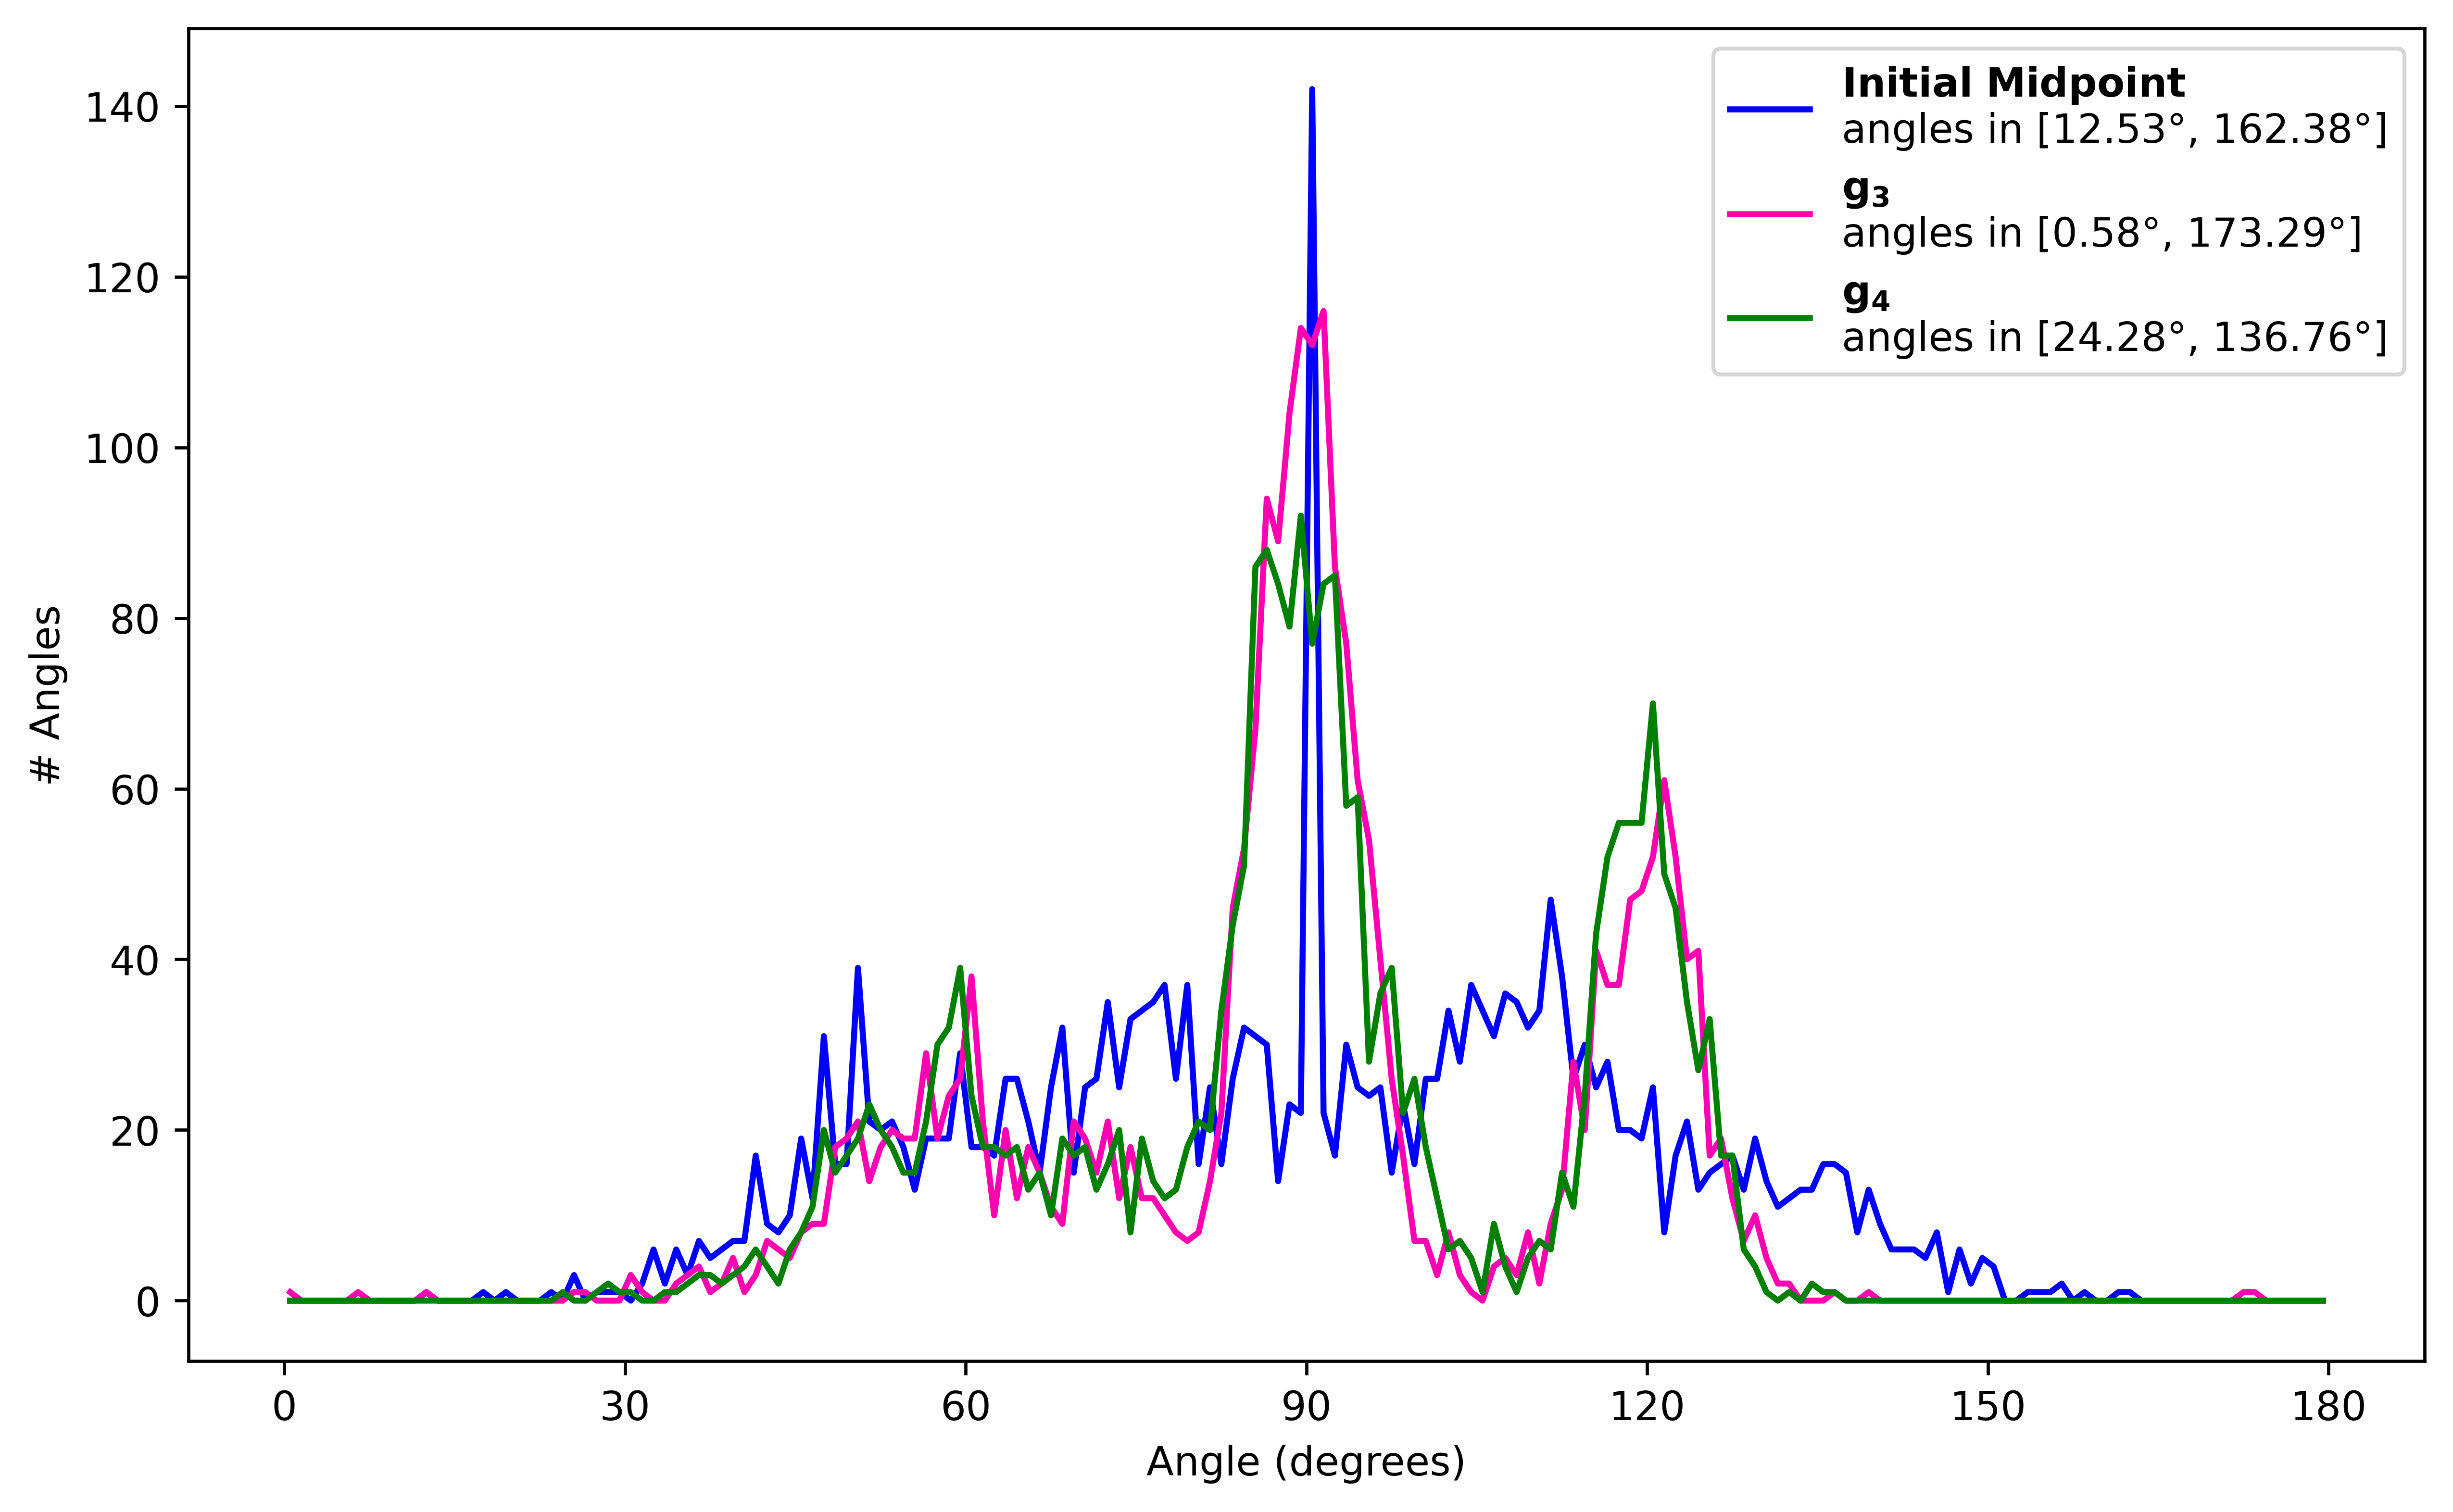 Initial Midpoint
angles in [12.53°, 162.38°]
g₃
angles in [0.58°, 173.29°]
g₄
angles in [24.28°, 136.76°]
140
120
100
80
60
40
20
0
# Angles
0 30 60 90 120 150 180
Angle (degrees)